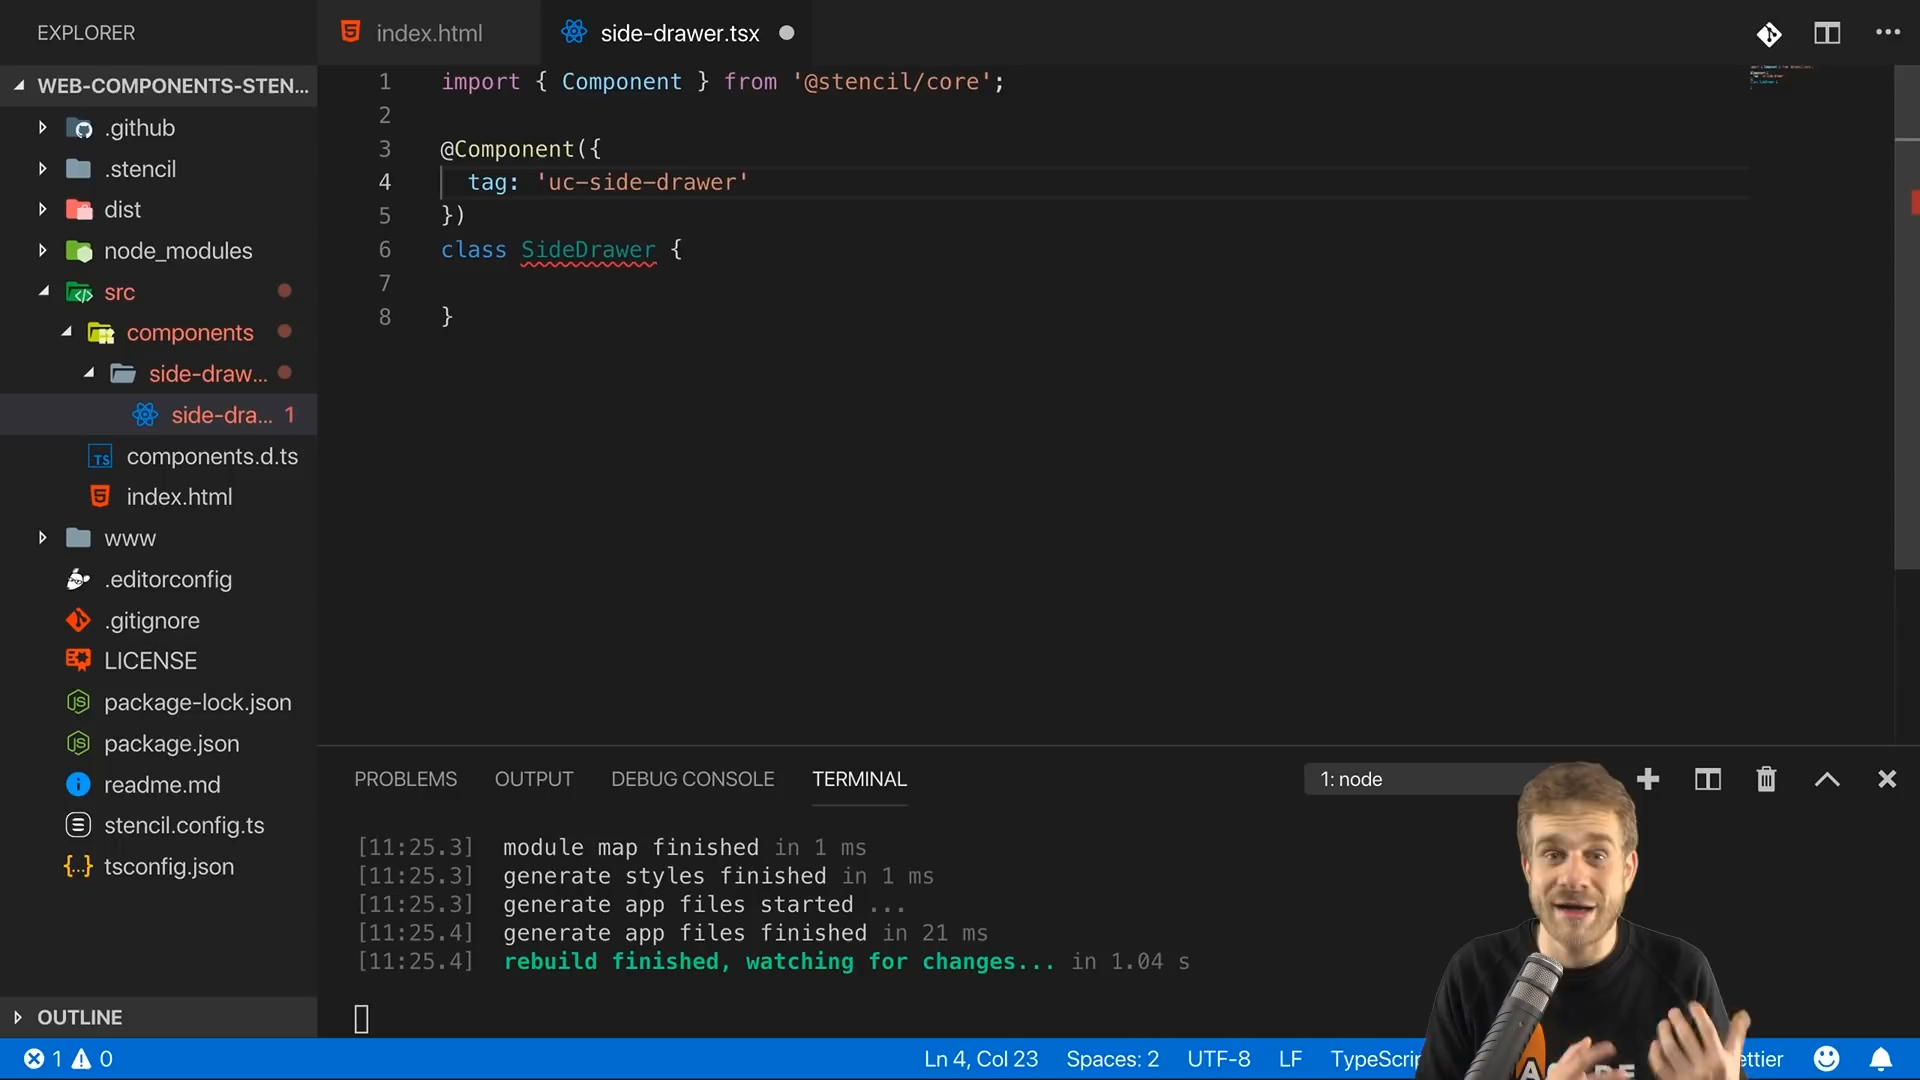 EXPLORER
index.html
side-drawer.tsx
WEB-COMPONENTS-STEN...
.github
.stencil
dist
node_modules
src
components
side-draw...
side-dra... 1
components.d.ts
index.html
www
.editorconfig
.gitignore
LICENSE
package-lock.json
package.json
readme.md
stencil.config.ts
tsconfig.json
OUTLINE
1 import { Component } from '@stencil/core';
2
3 @Component({
4 tag: 'uc-side-drawer'
5 })
6 class SideDrawer {
7
8 }
PROBLEMS OUTPUT DEBUG CONSOLE TERMINAL 1: node
[11:25.3] module map finished in 1 ms
[11:25.3] generate styles finished in 1 ms
[11:25.3] generate app files started ...
[11:25.4] generate app files finished in 21 ms
[11:25.4] rebuild finished, watching for changes... in 1.04 s
1 0 Ln 4, Col 23 Spaces: 2 UTF-8 LF TypeScrip ettier